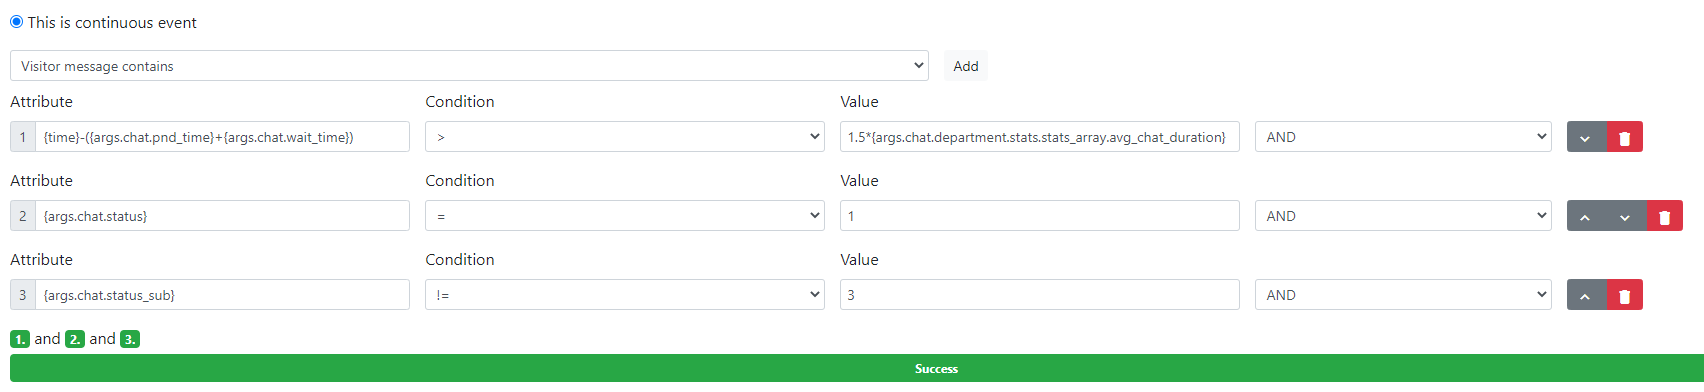 This is continuous event
Visitor message contains Add
Attribute Condition Value
1 {time}-({args.chat.pnd_time}+{args.chat.wait_time}) > 1.5*{args.chat.department.stats.stats_array.avg_chat_duration} AND
Attribute Condition Value
2 {args.chat.status} = 1 AND
Attribute Condition Value
3 {args.chat.status_sub} != 3 AND
1. and 2. and 3.
Success